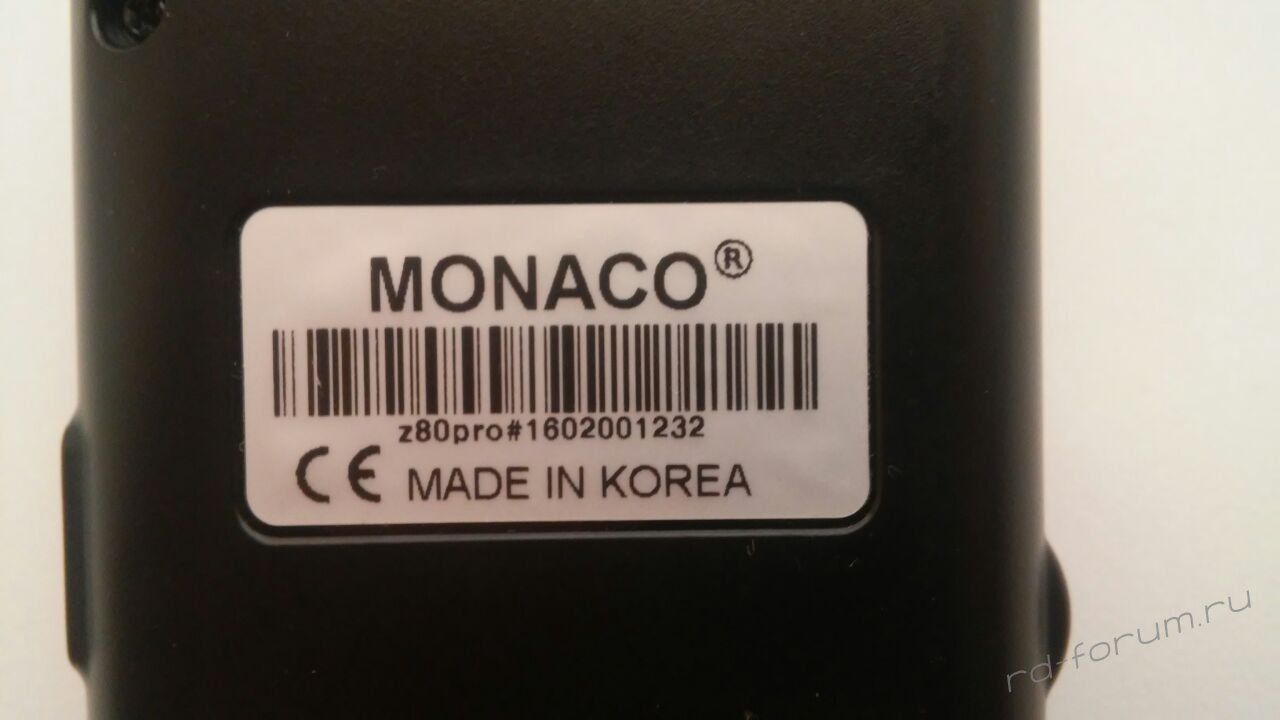 MONACO®
z80pro#1602001232
CE MADE IN KOREA
rd-forum.ru